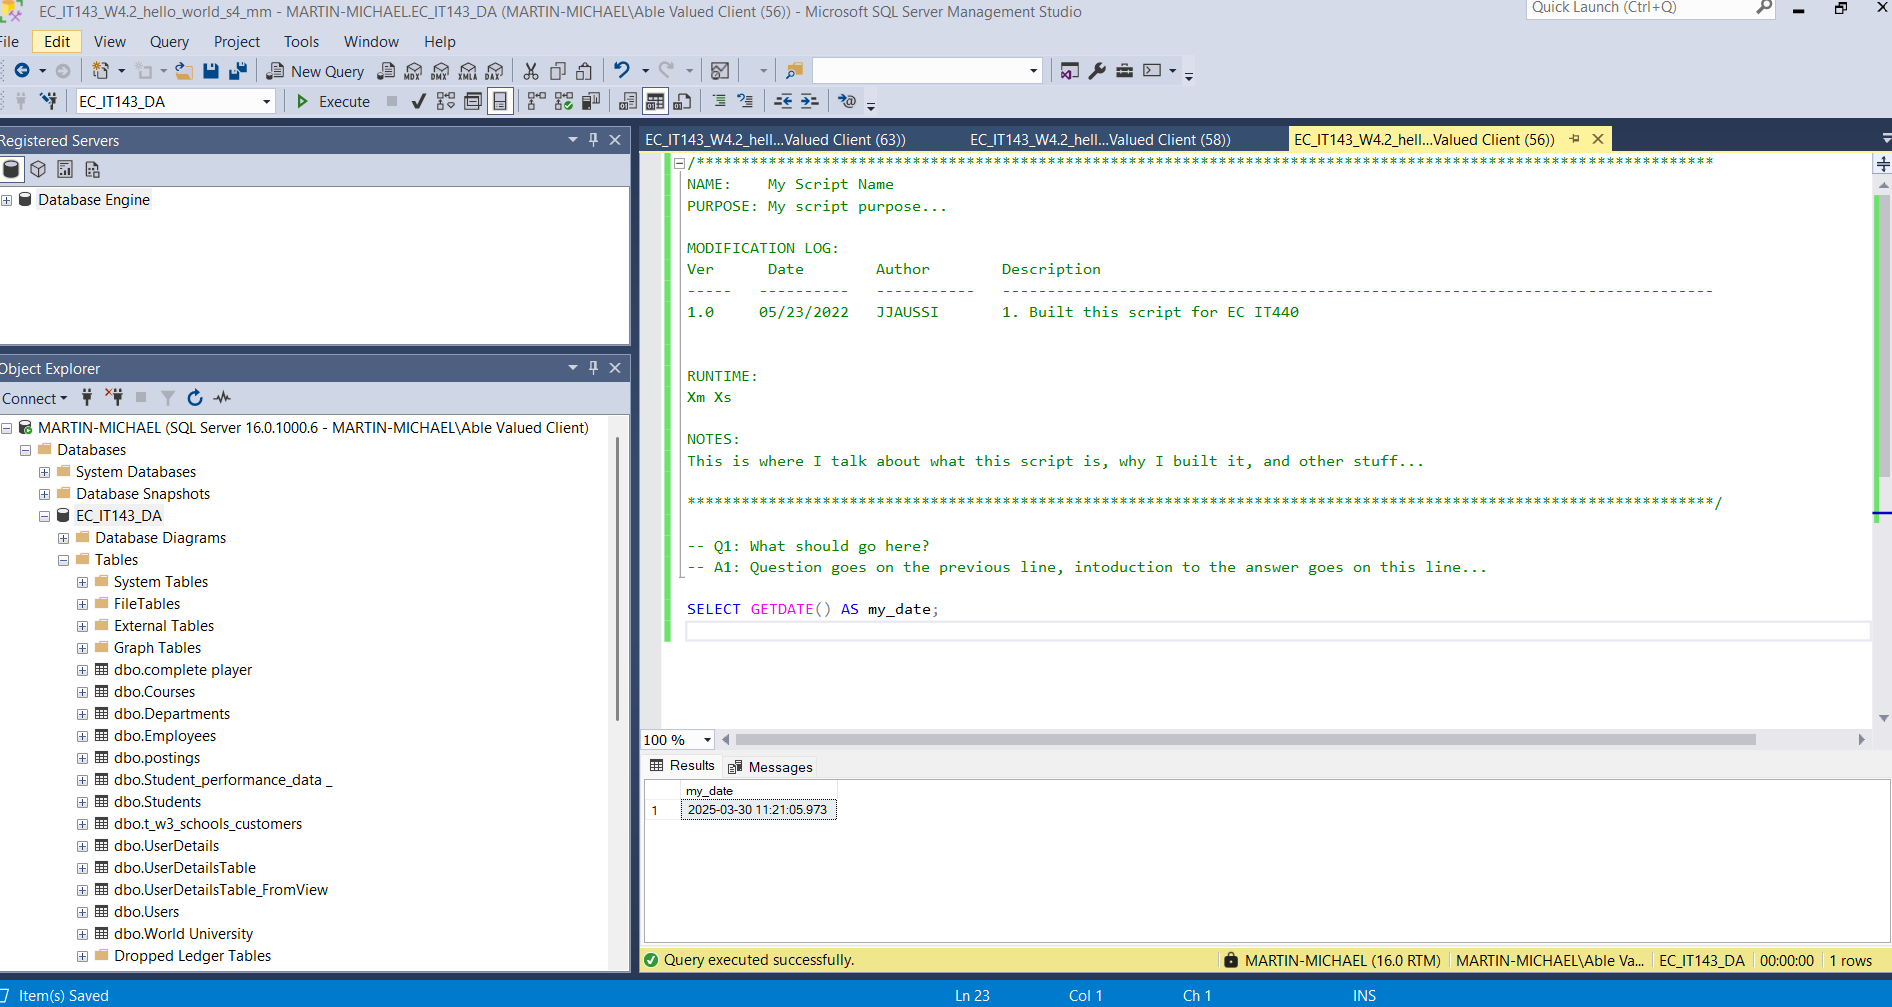 EC_IT143_W4.2_hello_world_s4_mm - MARTIN-MICHAEL.EC_IT143_DA (MARTIN-MICHAEL\Able Valued Client (56)) - Microsoft SQL Server Management Studio
Quick Launch (Ctrl+Q)
File Edit View Query Project Tools Window Help
New Query MDX DMX XMLA DAX
EC_IT143_DA Execute
Registered Servers
Database Engine
Object Explorer
Connect
MARTIN-MICHAEL (SQL Server 16.0.1000.6 - MARTIN-MICHAEL\Able Valued Client)
Databases
System Databases
Database Snapshots
EC_IT143_DA
Database Diagrams
Tables
System Tables
FileTables
External Tables
Graph Tables
dbo.complete player
dbo.Courses
dbo.Departments
dbo.Employees
dbo.postings
dbo.Student_performance_data _
dbo.Students
dbo.t_w3_schools_customers
dbo.UserDetails
dbo.UserDetailsTable
dbo.UserDetailsTable_FromView
dbo.Users
dbo.World University
Dropped Ledger Tables
EC_IT143_W4.2_hell...Valued Client (63)) EC_IT143_W4.2_hell...Valued Client (58)) EC_IT143_W4.2_hell...Valued Client (56))
/*****************************************************************************************************************
NAME: My Script Name
PURPOSE: My script purpose...
MODIFICATION LOG:
Ver Date Author Description
----- ---------- ----------- -------------------------------------------------------------------------------
1.0 05/23/2022 JJAUSSI 1. Built this script for EC IT440
RUNTIME:
Xm Xs
NOTES:
This is where I talk about what this script is, why I built it, and other stuff...
******************************************************************************************************************/
-- Q1: What should go here?
-- A1: Question goes on the previous line, intoduction to the answer goes on this line...
SELECT GETDATE() AS my_date;
100 %
Results Messages
my_date
1 2025-03-30 11:21:05.973
Query executed successfully. MARTIN-MICHAEL (16.0 RTM) MARTIN-MICHAEL\Able Va... EC_IT143_DA 00:00:00 1 rows
Item(s) Saved Ln 23 Col 1 Ch 1 INS